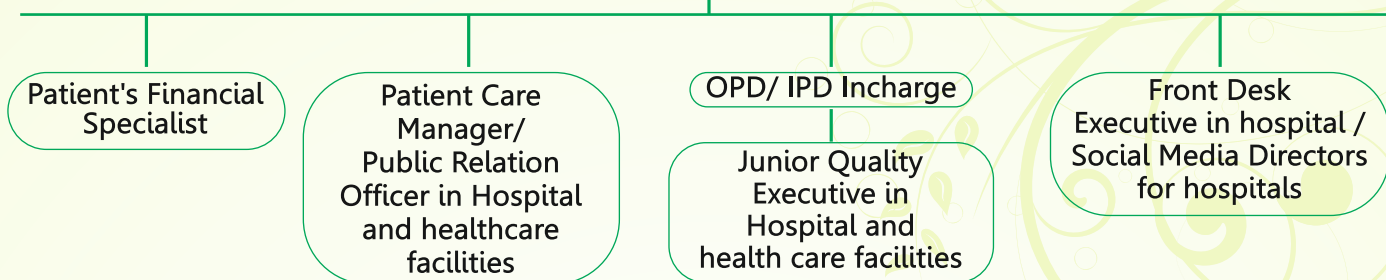 Patient's Financial
Specialist
Patient Care
Manager/
Public Relation
Officer in Hospital
and healthcare
facilities
OPD/ IPD Incharge
Junior Quality
Executive in
Hospital and
health care facilities
Front Desk
Executive in hospital /
Social Media Directors
for hospitals